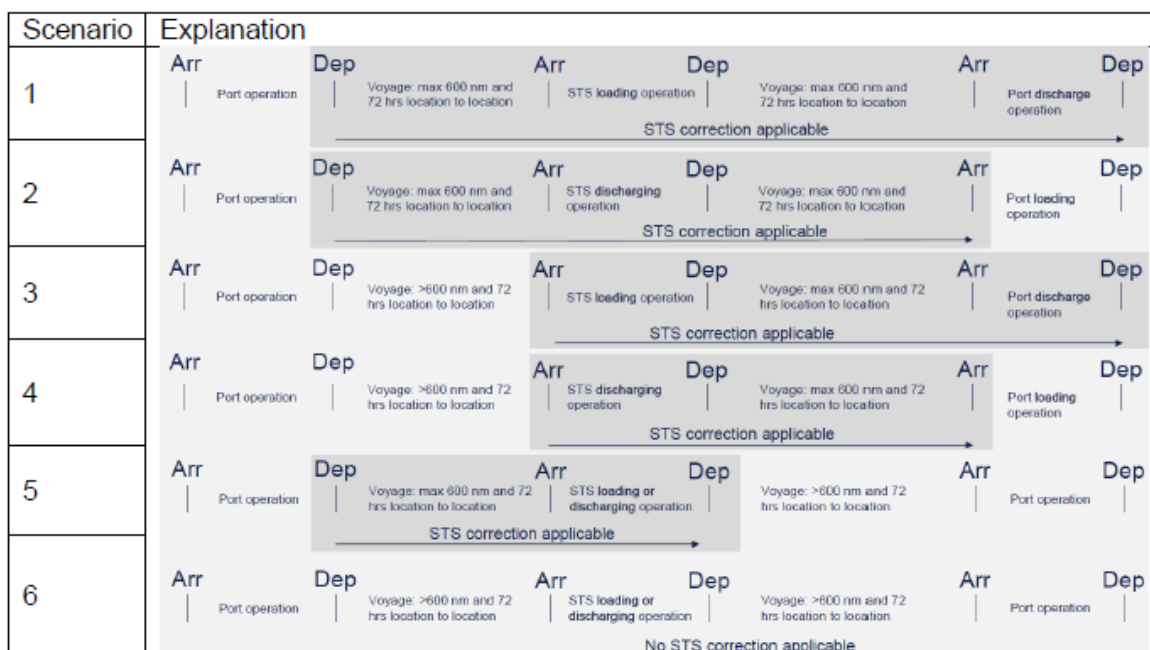 Scenario Explanation
1
Arr Dep Arr Dep Arr Dep
Port operation
Voyage: max 600 nm and
72 hrs location to location
STS loading operation
Voyage: max 600 nm and
72 hrs location to location
Port discharge
operation
STS correction applicable
2
Arr Dep Arr Dep Arr Dep
Port operation
Voyage: max 600 nm and
72 hrs location to location
STS discharging
operation
Voyage: max 600 nm and
72 hrs location to location
Port loading
operation
STS correction applicable
3
Arr Dep Arr Dep Arr Dep
Port operation
Voyage: >600 nm and 72
hrs location to location
STS loading operation
Voyage: max 600 nm and 72
hrs location to location
Port discharge
operation
STS correction applicable
4
Arr Dep Arr Dep Arr Dep
Port operation
Voyage: >600 nm and 72
hrs location to location
STS discharging
operation
Voyage: max 600 nm and 72
hrs location to location
Port loading
operation
STS correction applicable
5
Arr Dep Arr Dep Arr Dep
Port operation
Voyage: max 600 nm and 72
hrs location to location
STS loading or
discharging operation
Voyage: >600 nm and 72
hrs location to location
Port operation
STS correction applicable
6
Arr Dep Arr Dep Arr Dep
Port operation
Voyage: >600 nm and 72
hrs location to location
STS loading or
discharging operation
Voyage: >600 nm and 72
hrs location to location
Port operation
No STS correction applicable